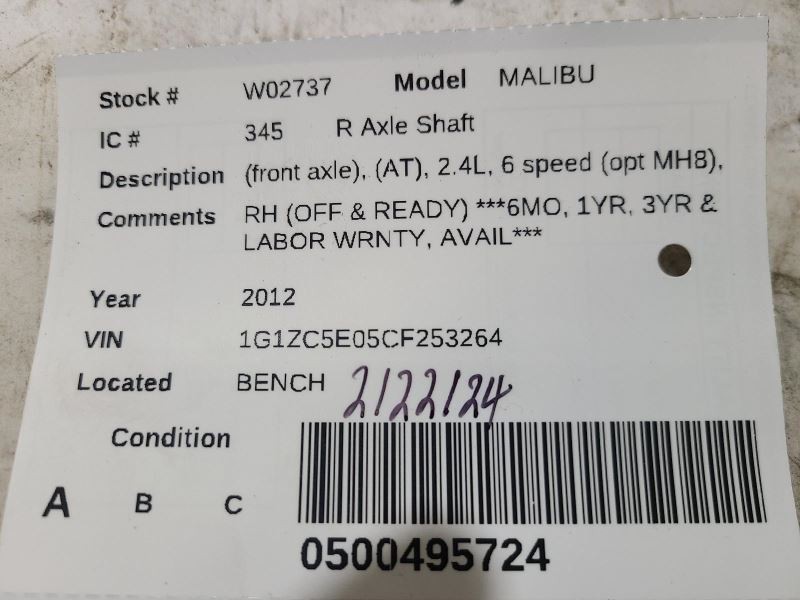 Stock # W02737 Model MALIBU
IC # 345 R Axle Shaft
Description (front axle), (AT), 2.4L, 6 speed (opt MH8),
Comments RH (OFF & READY) ***6MO, 1YR, 3YR &
LABOR WRNTY, AVAIL***
Year 2012
VIN 1G1ZC5E05CF253264
Located BENCH 2/22/24
Condition
A B C
0500495724